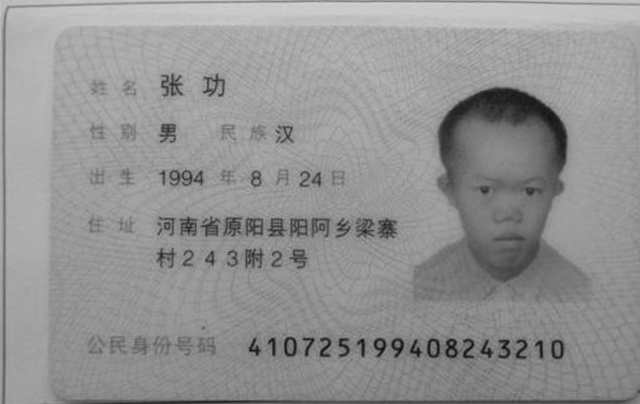 姓名 张功
性别 男 民族 汉
出生 1994 年 8 月 24 日
住址 河南省原阳县阳阿乡梁寨
村243附2号
公民身份号码 410725199408243210